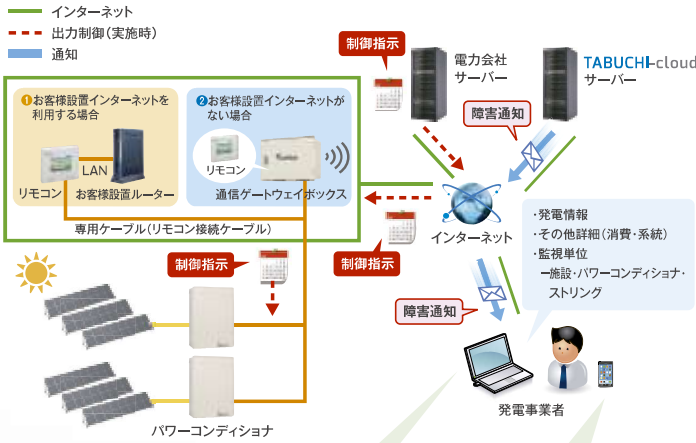 インターネット
出力制御(実施時)
通知
制御指示
電力会社
サーバー
TABUCHI-cloud
サーバー
障害通知
❶お客様設置インターネットを
利用する場合
LAN
リモコン
お客様設置ルーター
❷お客様設置インターネットが
ない場合
リモコン
通信ゲートウェイボックス
専用ケーブル(リモコン接続ケーブル)
制御指示
インターネット
・発電情報
・その他詳細(消費・系統)
・監視単位
ー施設・パワーコンディショナ・
ストリング
制御指示
障害通知
発電事業者
パワーコンディショナ